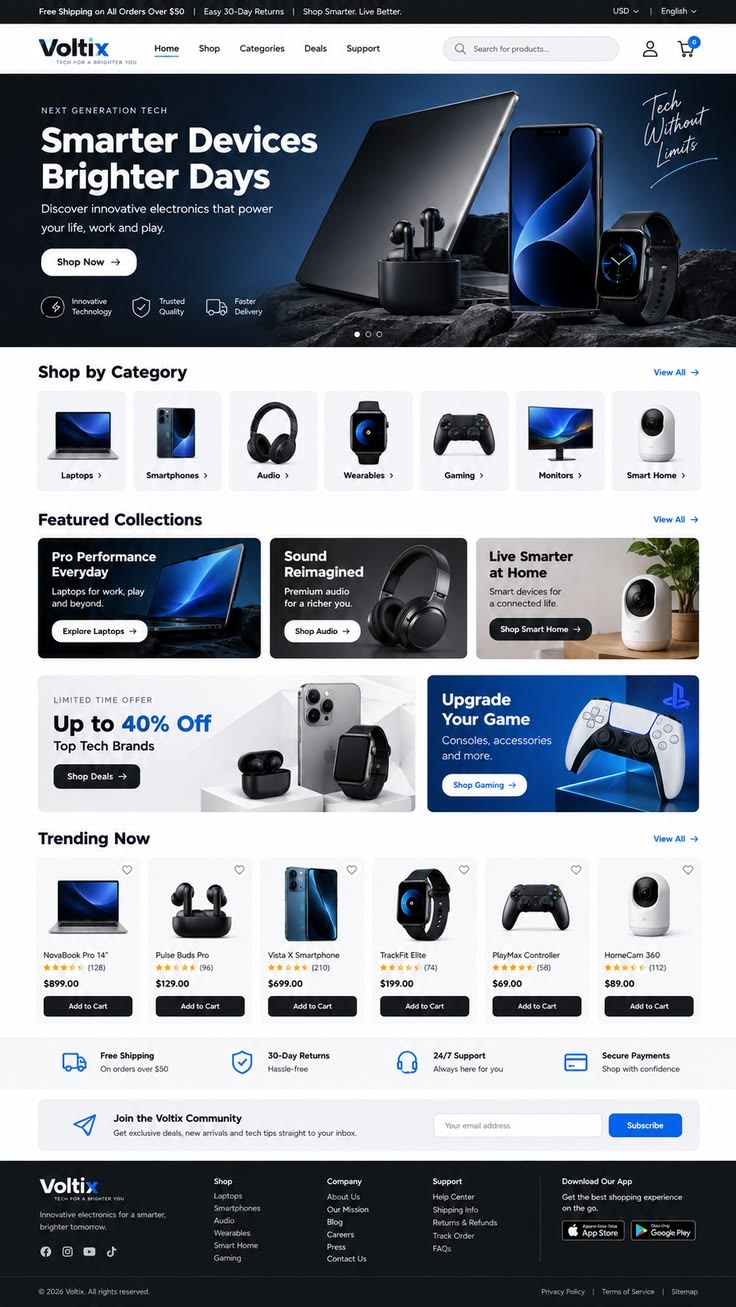 Free Shipping on All Orders Over $50 | Easy 30-Day Returns | Shop Smarter. Live Better.
USD | English
Voltix
TECH FOR A BRIGHTER YOU
Home Shop Categories Deals Support
Search for products...
0
NEXT GENERATION TECH
Smarter Devices
Brighter Days
Discover innovative electronics that power
your life, work and play.
Shop Now →
Innovative
Technology
Trusted
Quality
Faster
Delivery
Tech
Without
Limits
Shop by Category
View All →
Laptops >
Smartphones >
Audio >
Wearables >
Gaming >
Monitors >
Smart Home >
Featured Collections
View All →
Pro Performance
Everyday
Laptops for work, play
and beyond.
Explore Laptops →
Sound
Reimagined
Premium audio
for a richer you.
Shop Audio →
Live Smarter
at Home
Smart devices for
a connected life.
Shop Smart Home →
LIMITED TIME OFFER
Up to 40% Off
Top Tech Brands
Shop Deals →
Upgrade
Your Game
Consoles, accessories
and more.
Shop Gaming →
Trending Now
View All →
NovaBook Pro 14"
(128)
$899.00
Add to Cart
Pulse Buds Pro
(96)
$129.00
Add to Cart
Vista X Smartphone
(210)
$699.00
Add to Cart
TrackFit Elite
(74)
$199.00
Add to Cart
PlayMax Controller
(58)
$69.00
Add to Cart
HomeCam 360
(112)
$89.00
Add to Cart
Free Shipping
On orders over $50
30-Day Returns
Hassle-free
24/7 Support
Always here for you
Secure Payments
Shop with confidence
Join the Voltix Community
Get exclusive deals, new arrivals and tech tips straight to your inbox.
Your email address
Subscribe
Voltix
TECH FOR A BRIGHTER YOU
Innovative electronics for a smarter,
brighter tomorrow.
Shop
Laptops
Smartphones
Audio
Wearables
Smart Home
Gaming
Company
About Us
Our Mission
Blog
Careers
Press
Contact Us
Support
Help Center
Shipping Info
Returns & Refunds
Track Order
FAQs
Download Our App
Get the best shopping experience
on the go.
App Store
Google Play
© 2026 Voltix. All rights reserved.
Privacy Policy | Terms of Service | Sitemap